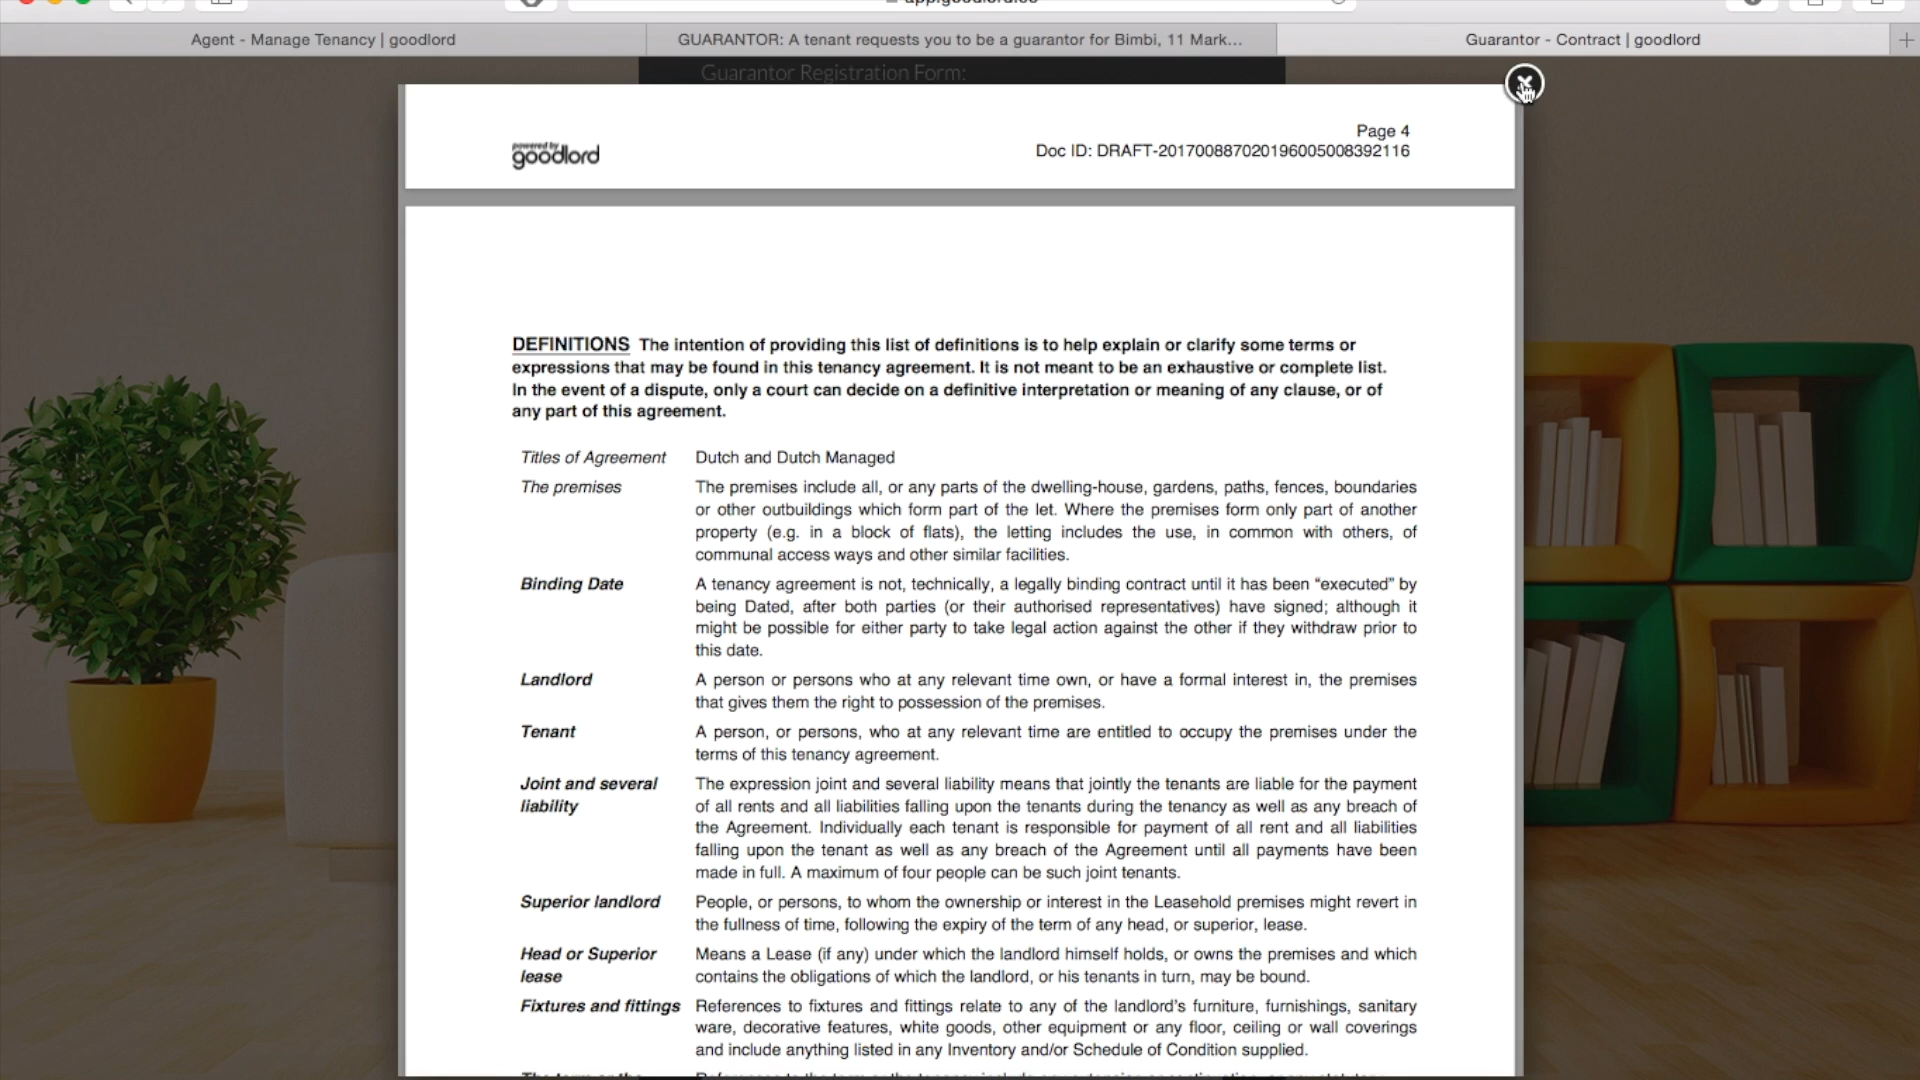 Agent - Manage Tenancy | goodlord
GUARANTOR: A tenant requests you to be a guarantor for Bimbi, 11 Mark...
Guarantor - Contract | goodlord
Guarantor Registration Form:
Page 4
powered by
goodlord
Doc ID: DRAFT-20170088702019600500839​2116
DEFINITIONS The intention of providing this list of definitions is to help explain or clarify some terms or
expressions that may be found in this tenancy agreement. It is not meant to be an exhaustive or complete list.
In the event of a dispute, only a court can decide on a definitive interpretation or meaning of any clause, or of
any part of this agreement.
Titles of Agreement Dutch and Dutch Managed
The premises The premises include all, or any parts of the dwelling-house, gardens, paths, fences, boundaries
or other outbuildings which form part of the let. Where the premises form only part of another
property (e.g. in a block of flats), the letting includes the use, in common with others, of
communal access ways and other similar facilities.
Binding Date A tenancy agreement is not, technically, a legally binding contract until it has been “executed” by
being Dated, after both parties (or their authorised representatives) have signed; although it
might be possible for either party to take legal action against the other if they withdraw prior to
this date.
Landlord A person or persons who at any relevant time own, or have a formal interest in, the premises
that gives them the right to possession of the premises.
Tenant A person, or persons, who at any relevant time are entitled to occupy the premises under the
terms of this tenancy agreement.
Joint and several The expression joint and several liability means that jointly the tenants are liable for the payment
liability of all rents and all liabilities falling upon the tenants during the tenancy as well as any breach of
the Agreement. Individually each tenant is responsible for payment of all rent and all liabilities
falling upon the tenant as well as any breach of the Agreement until all payments have been
made in full. A maximum of four people can be such joint tenants.
Superior landlord People, or persons, to whom the ownership or interest in the Leasehold premises might revert in
the fullness of time, following the expiry of the term of any head, or superior, lease.
Head or Superior Means a Lease (if any) under which the landlord himself holds, or owns the premises and which
lease contains the obligations of which the landlord, or his tenants in turn, may be bound.
Fixtures and fittings References to fixtures and fittings relate to any of the landlord's furniture, furnishings, sanitary
ware, decorative features, white goods, other equipment or any floor, ceiling or wall coverings
and include anything listed in any Inventory and/or Schedule of Condition supplied.